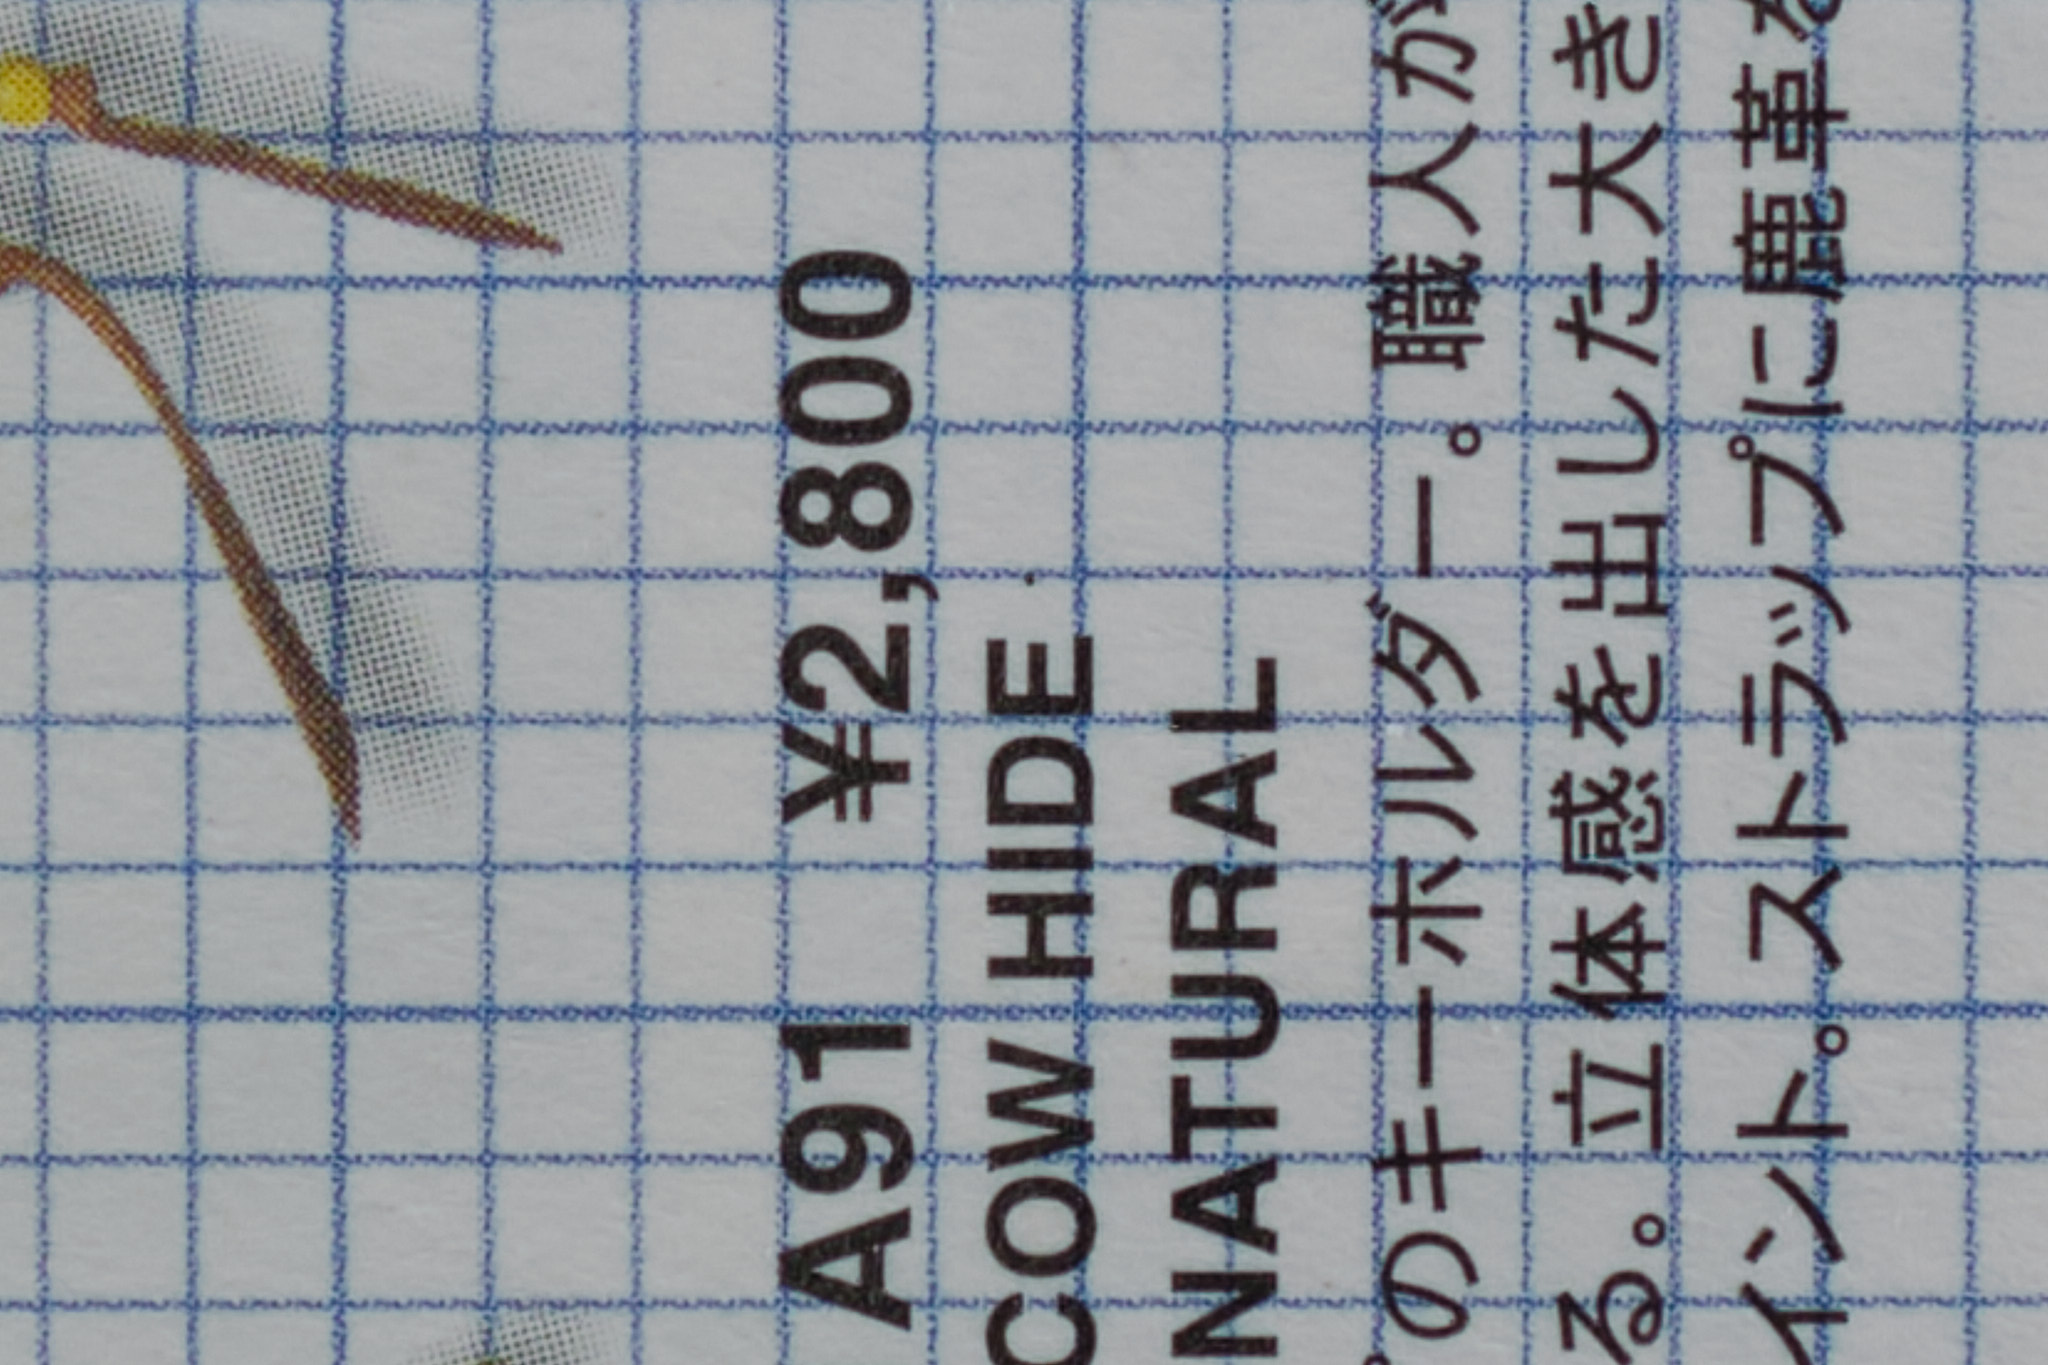 A91 ¥2,800
COW HIDE
NATURAL
のキーホルダー。職人が
る。立体感を出した大き
イント。ストラップに鹿革を